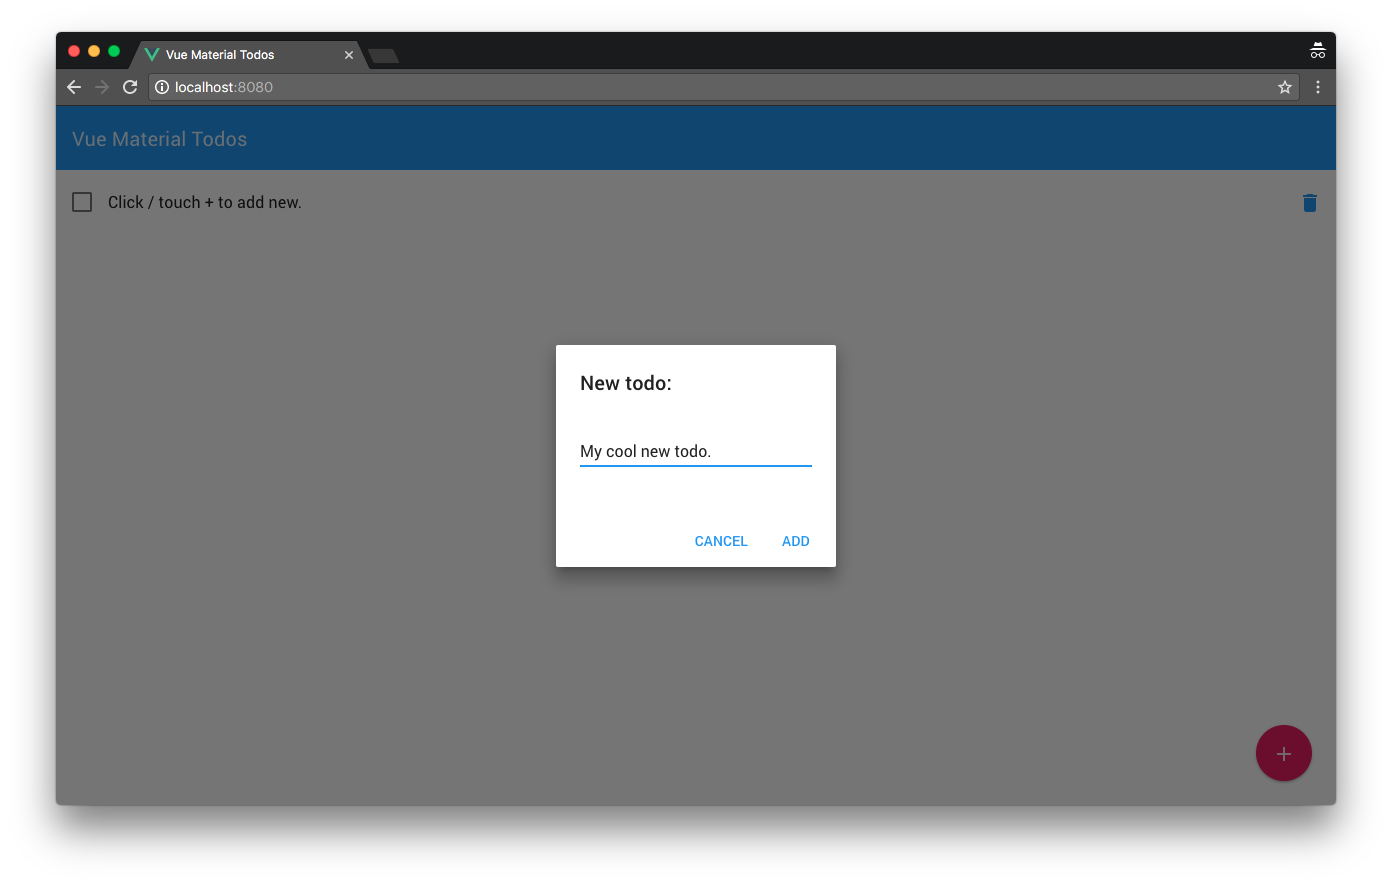 Vue Material Todos
localhost:8080
Vue Material Todos
Click / touch + to add new.
New todo:
My cool new todo.
CANCEL ADD